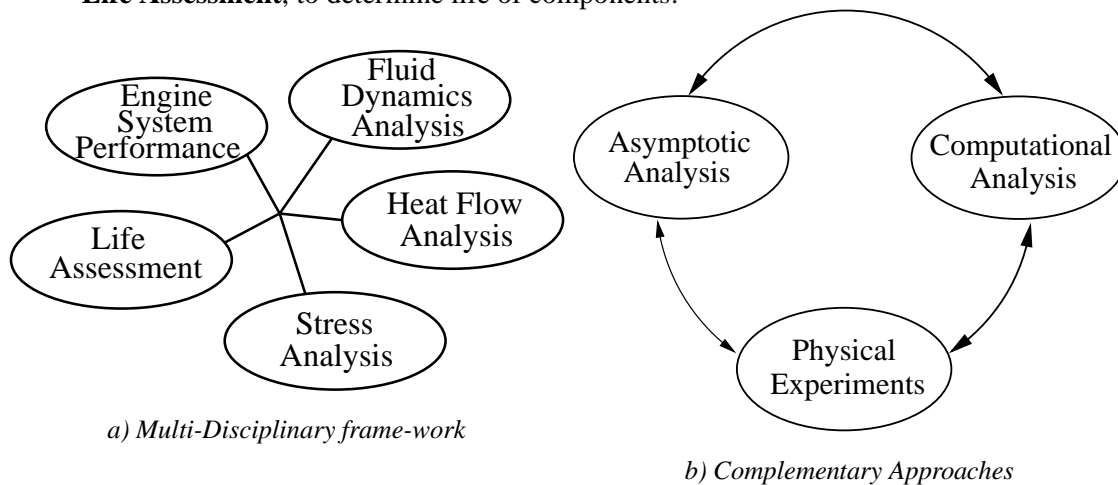 Life Assessment, to determine life of components.
Engine
System
Performance
Fluid
Dynamics
Analysis
Heat Flow
Analysis
Life
Assessment
Stress
Analysis
a) Multi-Disciplinary frame-work
Asymptotic
Analysis
Computational
Analysis
Physical
Experiments
b) Complementary Approaches